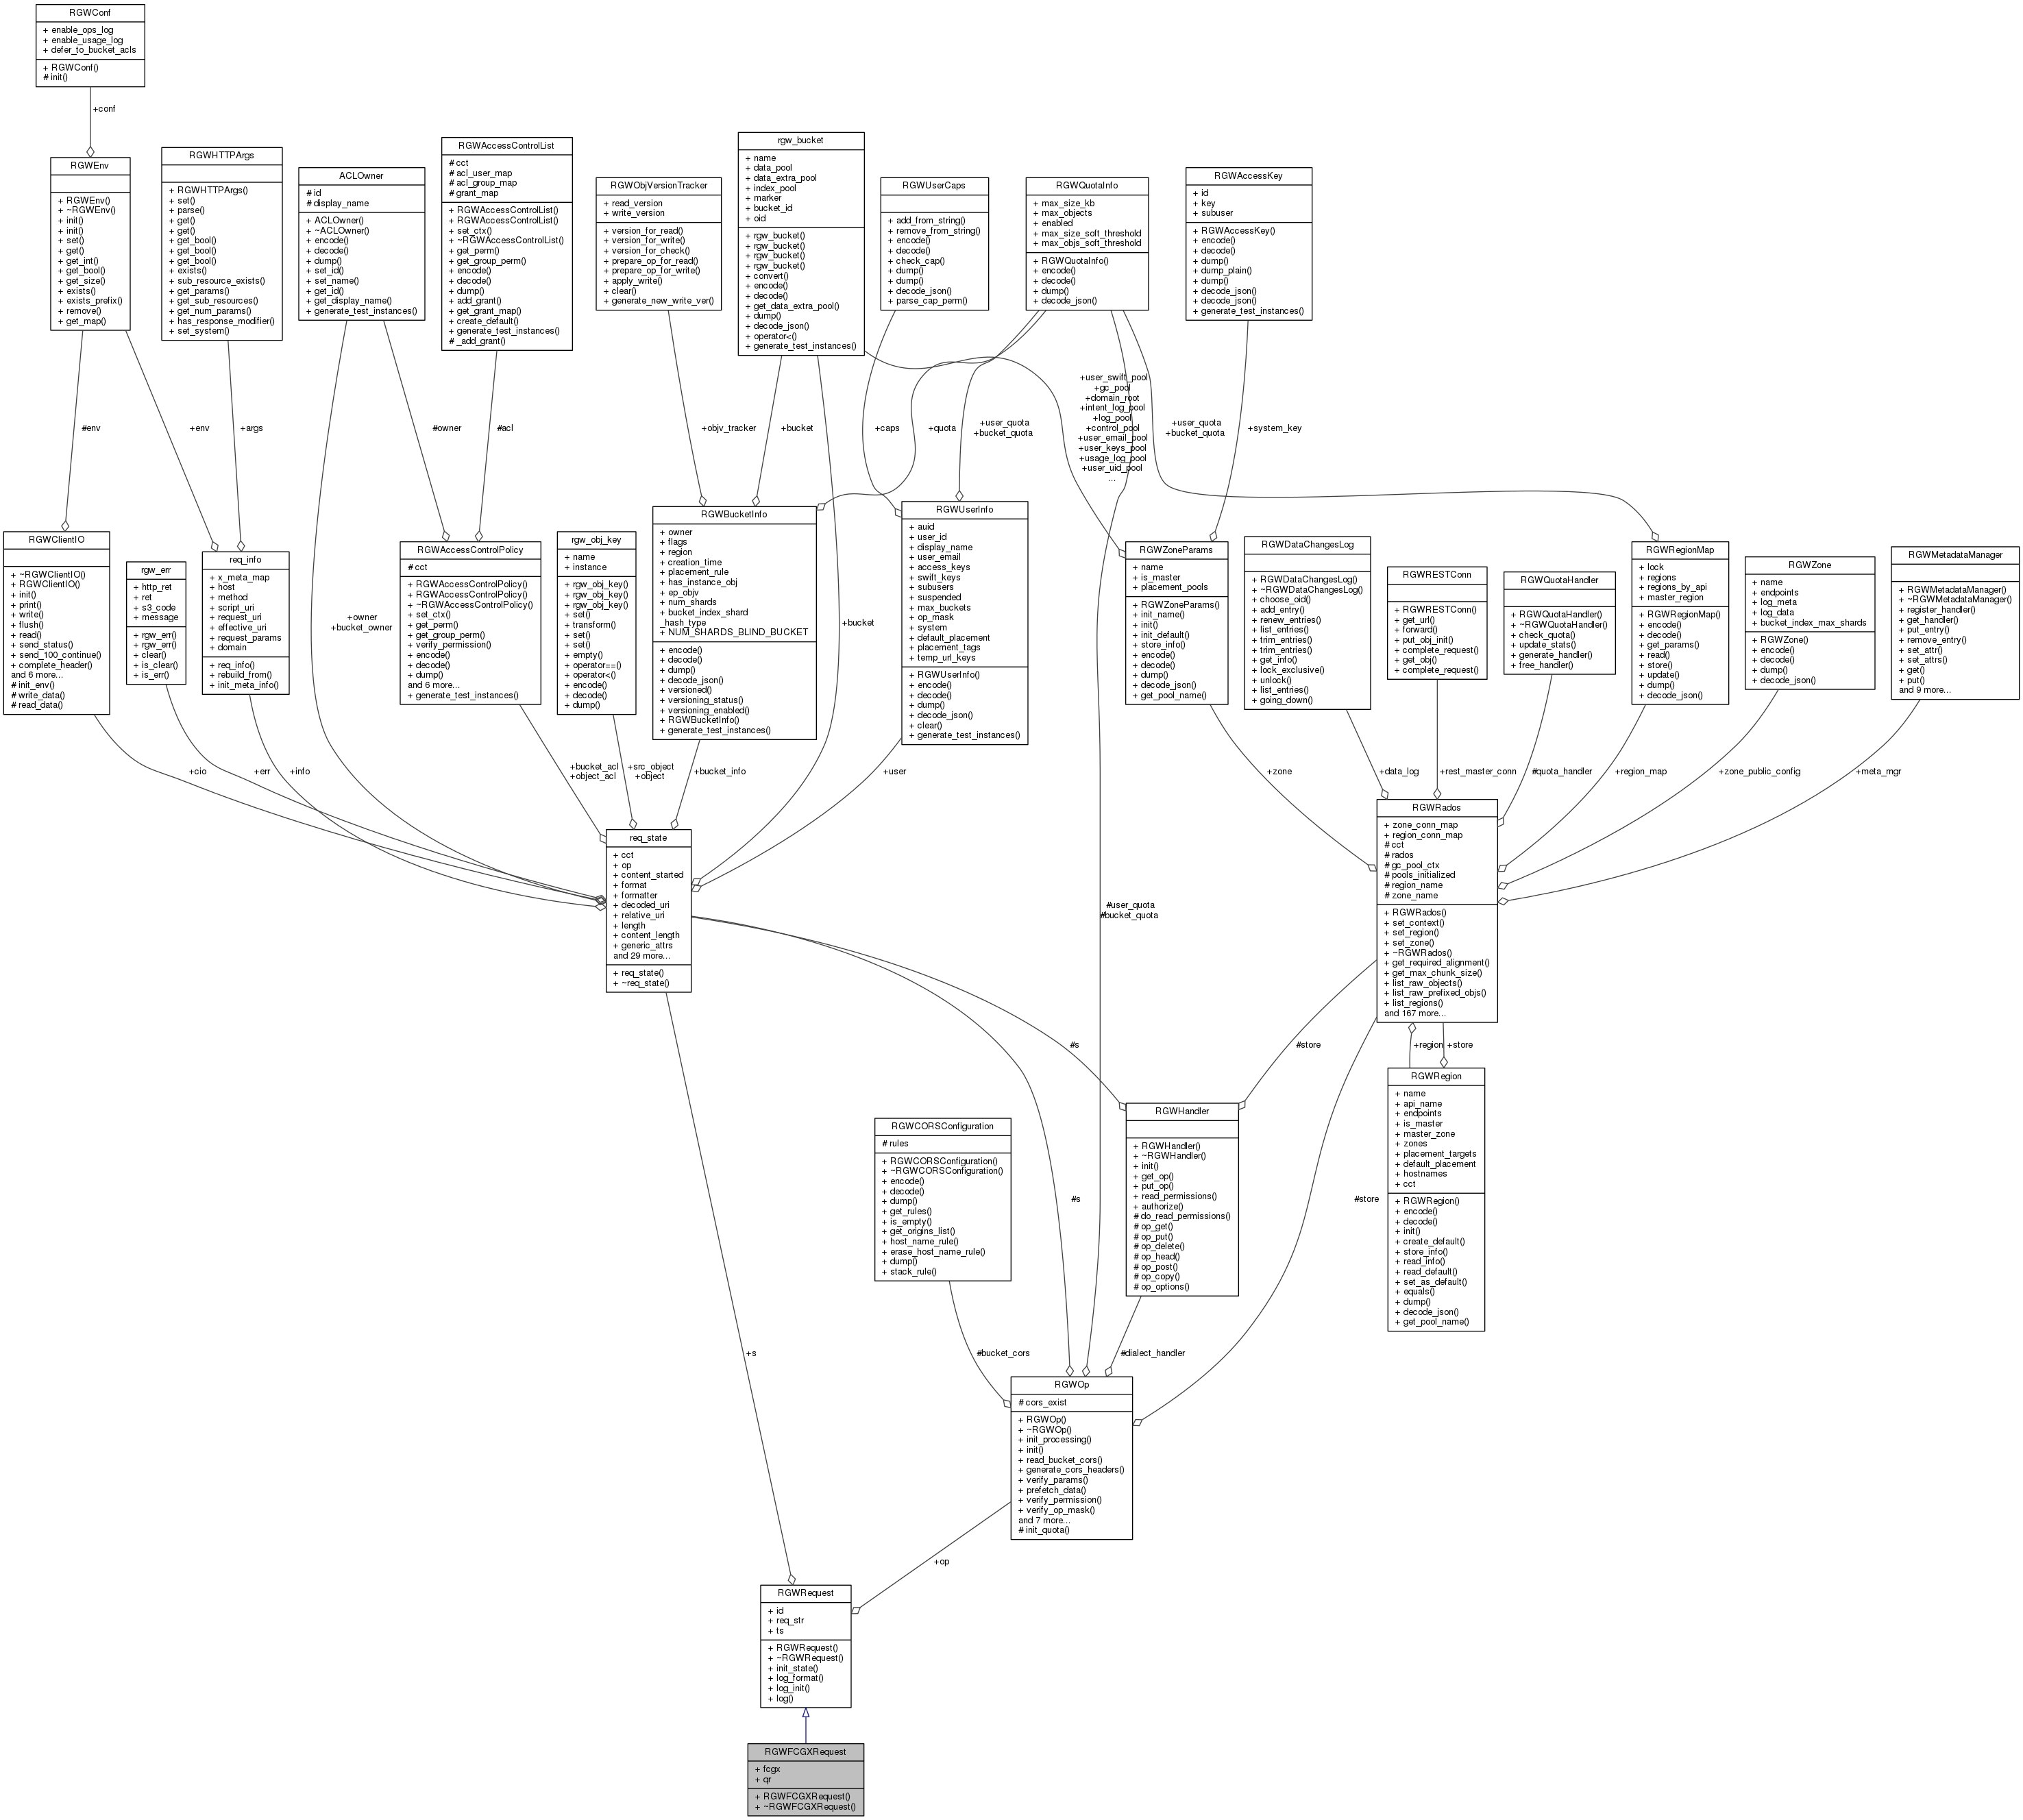 RGWConf
+ enable_ops_log
+ enable_usage_log
+ defer_to_bucket_acls
+ RGWConf()
# init()
+conf
RGWEnv
+ RGWEnv()
+ ~RGWEnv()
+ init()
+ init()
+ set()
+ get()
+ get_int()
+ get_bool()
+ get_size()
+ exists()
+ exists_prefix()
+ remove()
+ get_map()
RGWHTTPArgs
+ RGWHTTPArgs()
+ set()
+ parse()
+ get()
+ get()
+ get_bool()
+ get_bool()
+ get_bool()
+ exists()
+ sub_resource_exists()
+ get_params()
+ get_sub_resources()
+ get_num_params()
+ has_response_modifier()
+ set_system()
ACLOwner
# id
# display_name
+ ACLOwner()
+ ~ACLOwner()
+ encode()
+ decode()
+ dump()
+ set_id()
+ set_name()
+ get_id()
+ get_display_name()
+ generate_test_instances()
RGWAccessControlList
# cct
# acl_user_map
# acl_group_map
# grant_map
+ RGWAccessControlList()
+ RGWAccessControlList()
+ set_ctx()
+ ~RGWAccessControlList()
+ get_perm()
+ get_group_perm()
+ encode()
+ decode()
+ dump()
+ add_grant()
+ get_grant_map()
+ create_default()
+ generate_test_instances()
# _add_grant()
RGWObjVersionTracker
+ read_version
+ write_version
+ version_for_read()
+ version_for_write()
+ version_for_check()
+ prepare_op_for_read()
+ prepare_op_for_write()
+ apply_write()
+ clear()
+ generate_new_write_ver()
rgw_bucket
+ name
+ data_pool
+ data_extra_pool
+ index_pool
+ marker
+ bucket_id
+ oid
+ rgw_bucket()
+ rgw_bucket()
+ rgw_bucket()
+ rgw_bucket()
+ convert()
+ encode()
+ decode()
+ get_data_extra_pool()
+ dump()
+ decode_json()
+ operator<()
+ generate_test_instances()
RGWUserCaps
+ add_from_string()
+ remove_from_string()
+ encode()
+ decode()
+ check_cap()
+ dump()
+ dump()
+ decode_json()
+ parse_cap_perm()
RGWQuotaInfo
+ max_size_kb
+ max_objects
+ enabled
+ max_size_soft_threshold
+ max_objs_soft_threshold
+ RGWQuotaInfo()
+ encode()
+ decode()
+ dump()
+ decode_json()
RGWAccessKey
+ id
+ key
+ subuser
+ RGWAccessKey()
+ encode()
+ decode()
+ dump()
+ dump_plain()
+ dump()
+ decode_json()
+ decode_json()
+ generate_test_instances()
#env
+env
+args
#owner
#acl
+objv_tracker
+bucket
+caps
+quota
+user_quota
+bucket_quota
+user_swift_pool
+gc_pool
+domain_root
+intent_log_pool
+log_pool
+control_pool
+user_email_pool
+user_keys_pool
+usage_log_pool
+user_uid_pool
...
+user_quota
+bucket_quota
+system_key
RGWClientIO
+ ~RGWClientIO()
+ RGWClientIO()
+ init()
+ print()
+ write()
+ flush()
+ read()
+ send_status()
+ send_100_continue()
+ complete_header()
and 6 more...
# init_env()
# write_data()
# read_data()
rgw_err
+ http_ret
+ ret
+ s3_code
+ message
+ rgw_err()
+ rgw_err()
+ clear()
+ is_clear()
+ is_err()
req_info
+ x_meta_map
+ host
+ method
+ script_uri
+ request_uri
+ effective_uri
+ request_params
+ domain
+ req_info()
+ rebuild_from()
+ init_meta_info()
+owner
+bucket_owner
RGWAccessControlPolicy
# cct
+ RGWAccessControlPolicy()
+ RGWAccessControlPolicy()
+ ~RGWAccessControlPolicy()
+ set_ctx()
+ get_perm()
+ get_group_perm()
+ verify_permission()
+ encode()
+ decode()
+ dump()
and 6 more...
+ generate_test_instances()
rgw_obj_key
+ name
+ instance
+ rgw_obj_key()
+ rgw_obj_key()
+ rgw_obj_key()
+ set()
+ transform()
+ set()
+ set()
+ empty()
+ operator==()
+ operator<()
+ encode()
+ decode()
+ dump()
RGWBucketInfo
+ owner
+ flags
+ region
+ creation_time
+ placement_rule
+ has_instance_obj
+ ep_objv
+ num_shards
+ bucket_index_shard
_hash_type
+ NUM_SHARDS_BLIND_BUCKET
+ encode()
+ decode()
+ dump()
+ decode_json()
+ versioned()
+ versioning_status()
+ versioning_enabled()
+ RGWBucketInfo()
+ generate_test_instances()
+bucket
RGWUserInfo
+ auid
+ user_id
+ display_name
+ user_email
+ access_keys
+ swift_keys
+ subusers
+ suspended
+ max_buckets
+ op_mask
+ system
+ default_placement
+ placement_tags
+ temp_url_keys
+ RGWUserInfo()
+ encode()
+ decode()
+ dump()
+ decode_json()
+ clear()
+ generate_test_instances()
RGWZoneParams
+ name
+ is_master
+ placement_pools
+ RGWZoneParams()
+ init_name()
+ init()
+ init_default()
+ store_info()
+ encode()
+ decode()
+ dump()
+ decode_json()
+ get_pool_name()
RGWDataChangesLog
+ RGWDataChangesLog()
+ ~RGWDataChangesLog()
+ choose_oid()
+ add_entry()
+ renew_entries()
+ list_entries()
+ trim_entries()
+ trim_entries()
+ get_info()
+ lock_exclusive()
+ unlock()
+ list_entries()
+ going_down()
RGWRESTConn
+ RGWRESTConn()
+ get_url()
+ forward()
+ put_obj_init()
+ complete_request()
+ get_obj()
+ complete_request()
RGWQuotaHandler
+ RGWQuotaHandler()
+ ~RGWQuotaHandler()
+ check_quota()
+ update_stats()
+ generate_handler()
+ free_handler()
RGWRegionMap
+ lock
+ regions
+ regions_by_api
+ master_region
+ RGWRegionMap()
+ encode()
+ decode()
+ get_params()
+ read()
+ store()
+ update()
+ dump()
+ decode_json()
RGWZone
+ name
+ endpoints
+ log_meta
+ log_data
+ bucket_index_max_shards
+ RGWZone()
+ encode()
+ decode()
+ dump()
+ decode_json()
RGWMetadataManager
+ RGWMetadataManager()
+ ~RGWMetadataManager()
+ register_handler()
+ get_handler()
+ put_entry()
+ remove_entry()
+ set_attr()
+ set_attrs()
+ get()
+ put()
and 9 more...
+cio
+err
+info
+bucket_acl
+object_acl
+src_object
+object
+bucket_info
+user
+zone
+data_log
+rest_master_conn
#quota_handler
+region_map
+zone_public_config
+meta_mgr
req_state
+ cct
+ op
+ content_started
+ format
+ formatter
+ decoded_uri
+ relative_uri
+ length
+ content_length
+ generic_attrs
and 29 more...
+ req_state()
+ ~req_state()
#user_quota
#bucket_quota
RGWRados
+ zone_conn_map
+ region_conn_map
# cct
# rados
# gc_pool_ctx
# pools_initialized
# region_name
# zone_name
+ RGWRados()
+ set_context()
+ set_region()
+ set_zone()
+ ~RGWRados()
+ get_required_alignment()
+ get_max_chunk_size()
+ list_raw_objects()
+ list_raw_prefixed_objs()
+ list_regions()
and 167 more...
#s
#store
+region
+store
RGWRegion
+ name
+ api_name
+ endpoints
+ is_master
+ master_zone
+ zones
+ placement_targets
+ default_placement
+ hostnames
+ cct
+ RGWRegion()
+ encode()
+ decode()
+ init()
+ create_default()
+ store_info()
+ read_info()
+ read_default()
+ set_as_default()
+ equals()
+ dump()
+ decode_json()
+ get_pool_name()
RGWCORSConfiguration
# rules
+ RGWCORSConfiguration()
+ ~RGWCORSConfiguration()
+ encode()
+ decode()
+ dump()
+ get_rules()
+ is_empty()
+ get_origins_list()
+ host_name_rule()
+ erase_host_name_rule()
+ dump()
+ stack_rule()
#s
RGWHandler
+ RGWHandler()
+ ~RGWHandler()
+ init()
+ get_op()
+ put_op()
+ read_permissions()
+ authorize()
# do_read_permissions()
# op_get()
# op_put()
# op_delete()
# op_head()
# op_post()
# op_copy()
# op_options()
#store
+s
#bucket_cors
#dialect_handler
RGWOp
# cors_exist
+ RGWOp()
+ ~RGWOp()
+ init_processing()
+ init()
+ read_bucket_cors()
+ generate_cors_headers()
+ verify_params()
+ prefetch_data()
+ verify_permission()
+ verify_op_mask()
and 7 more...
# init_quota()
+op
RGWRequest
+ id
+ req_str
+ ts
+ RGWRequest()
+ ~RGWRequest()
+ init_state()
+ log_format()
+ log_init()
+ log()
RGWFCGXRequest
+ fcgx
+ qr
+ RGWFCGXRequest()
+ ~RGWFCGXRequest()